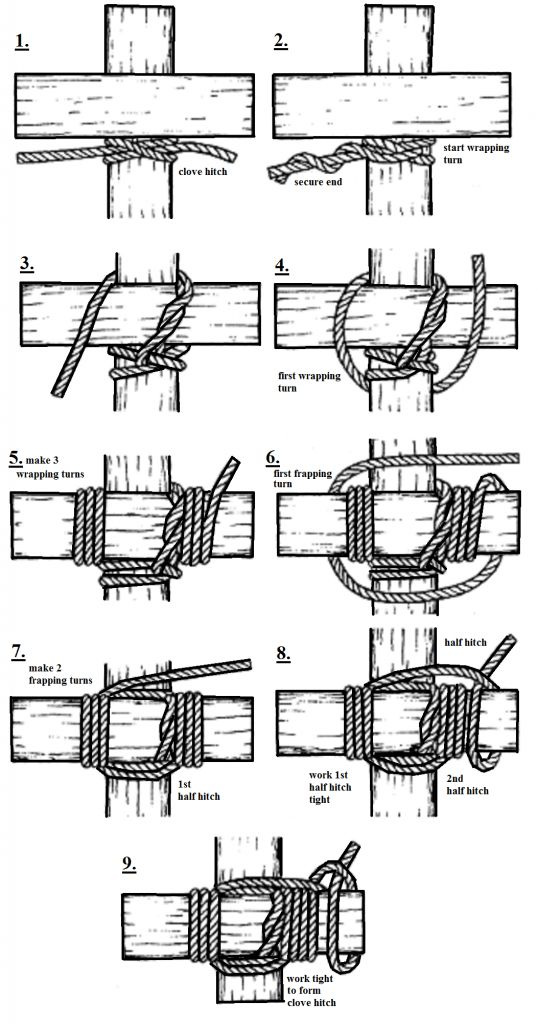 1.
clove hitch
2.
start wrapping
turn
secure end
3.
4.
first wrapping
turn
5. make 3
wrapping turns
6.
first frapping
turn
7.
make 2
frapping turns
1st
half hitch
8.
half hitch
work 1st
half hitch
tight
2nd
half hitch
9.
work tight
to form
clove hitch